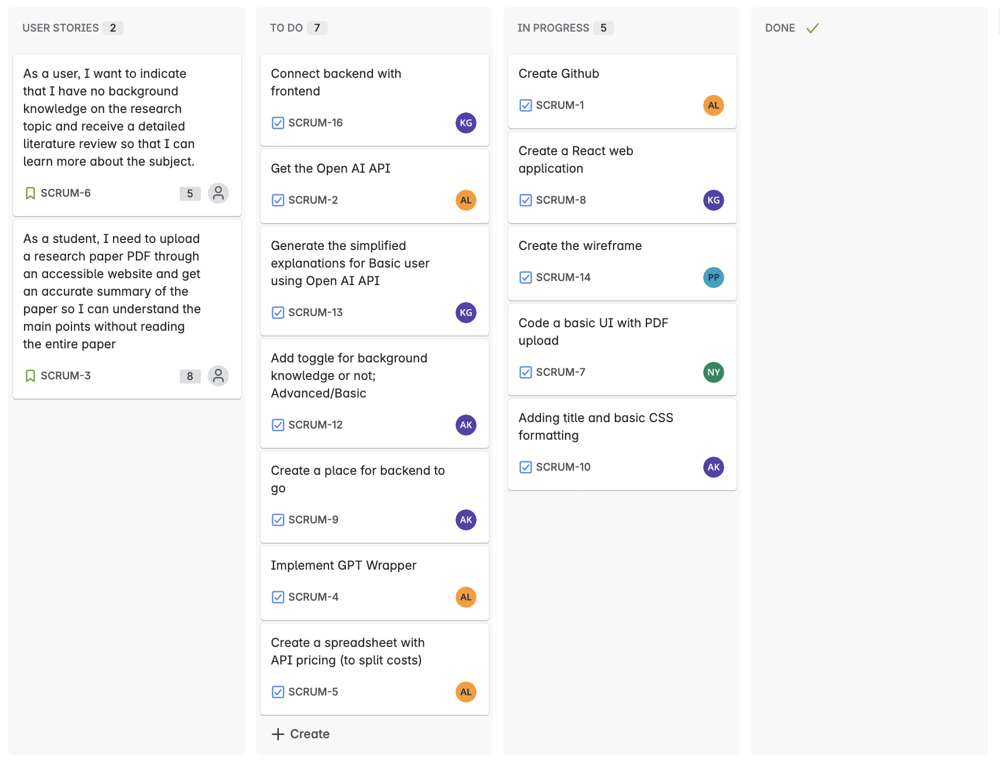 USER STORIES 2
As a user, I want to indicate
that I have no background
knowledge on the research
topic and receive a detailed
literature review so that I can
learn more about the subject.
SCRUM-6 5
As a student, I need to upload
a research paper PDF through
an accessible website and get
an accurate summary of the
paper so I can understand the
main points without reading
the entire paper
SCRUM-3 8
TO DO 7
Connect backend with
frontend
SCRUM-16 KG
Get the Open AI API
SCRUM-2 AL
Generate the simplified
explanations for Basic user
using Open AI API
SCRUM-13 KG
Add toggle for background
knowledge or not;
Advanced/Basic
SCRUM-12 AK
Create a place for backend to
go
SCRUM-9 AK
Implement GPT Wrapper
SCRUM-4 AL
Create a spreadsheet with
API pricing (to split costs)
SCRUM-5 AL
Create
IN PROGRESS 5
Create Github
SCRUM-1 AL
Create a React web
application
SCRUM-8 KG
Create the wireframe
SCRUM-14 PP
Code a basic UI with PDF
upload
SCRUM-7 NY
Adding title and basic CSS
formatting
SCRUM-10 AK
DONE